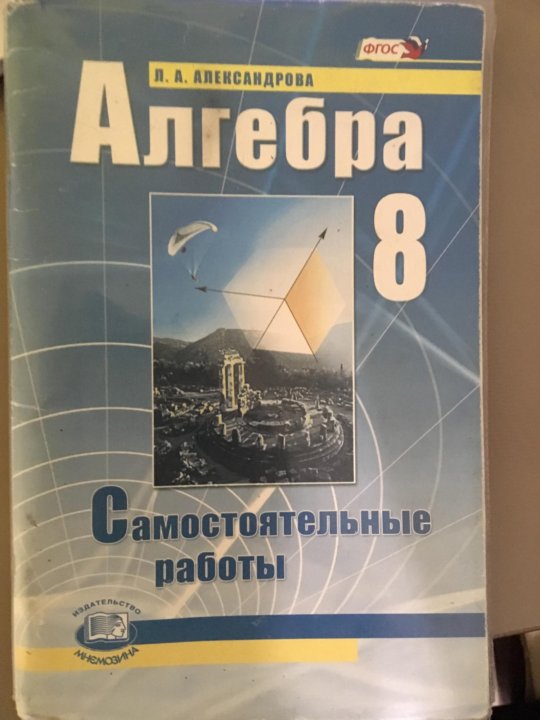 ФГОС
Л. А. АЛЕКСАНДРОВА
Алгебра
8
Самостоятельные
работы
ИЗДАТЕЛЬСТВО
МНЕМОЗИНА